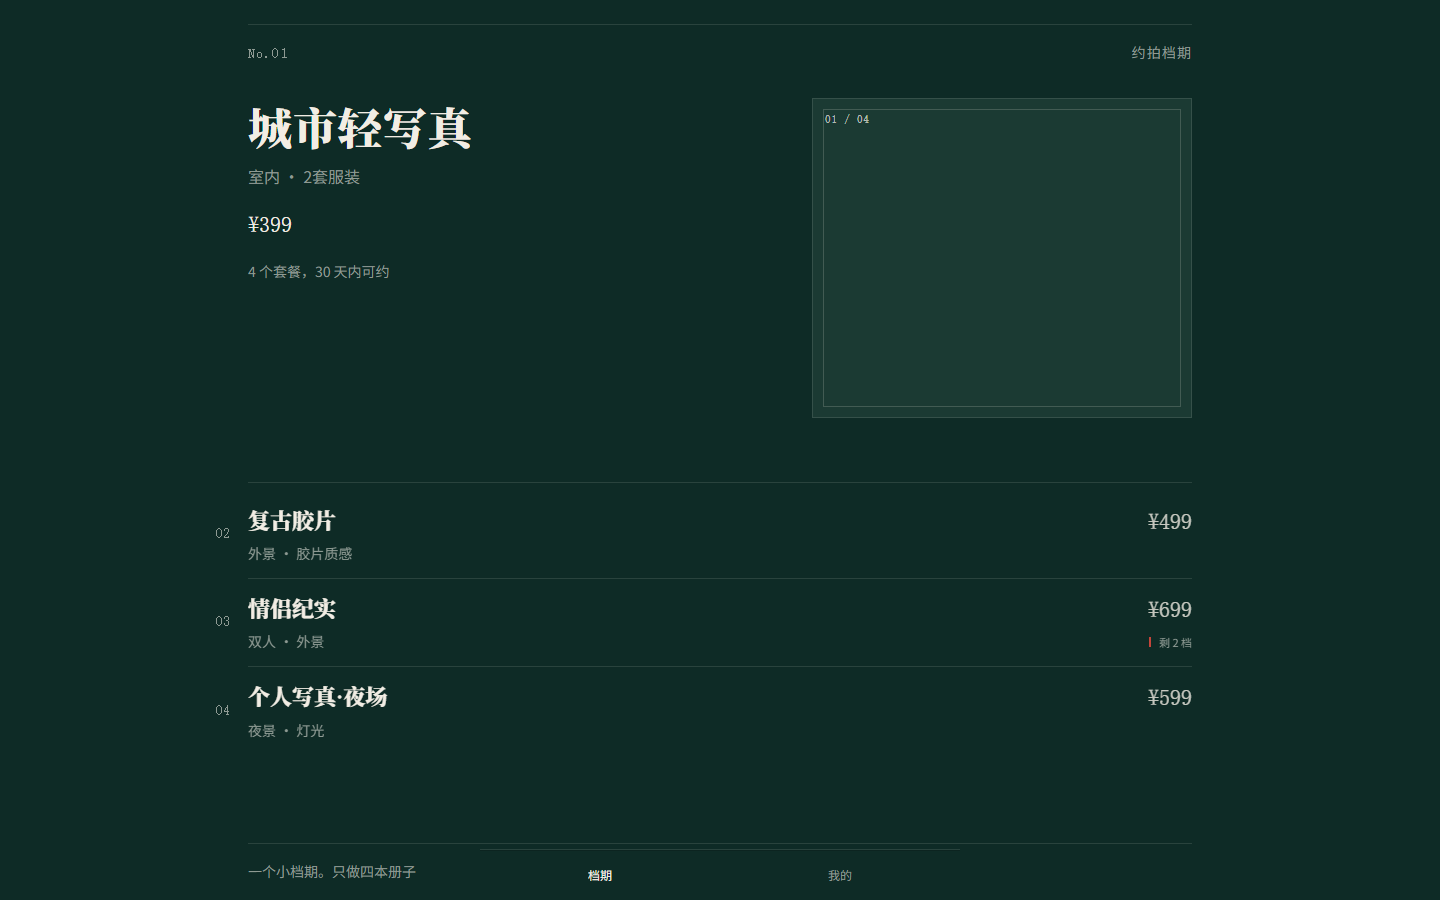 No.01
约拍档期
城市轻写真
室内 · 2套服装
¥399
4 个套餐，30 天内可约
01 / 04
02
复古胶片
外景 · 胶片质感
¥499
03
情侣纪实
双人 · 外景
¥699
剩2档
04
个人写真·夜场
夜景 · 灯光
¥599
一个小档期。只做四本册子
档期
我的